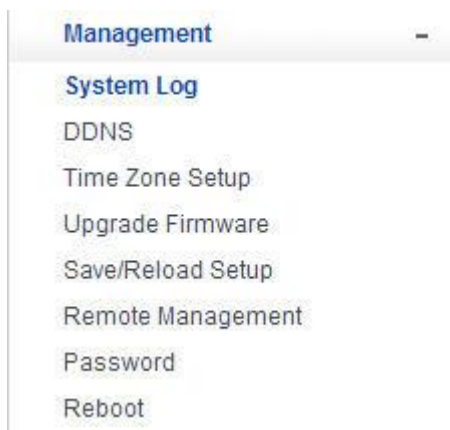 Management -
System Log
DDNS
Time Zone Setup
Upgrade Firmware
Save/Reload Setup
Remote Management
Password
Reboot